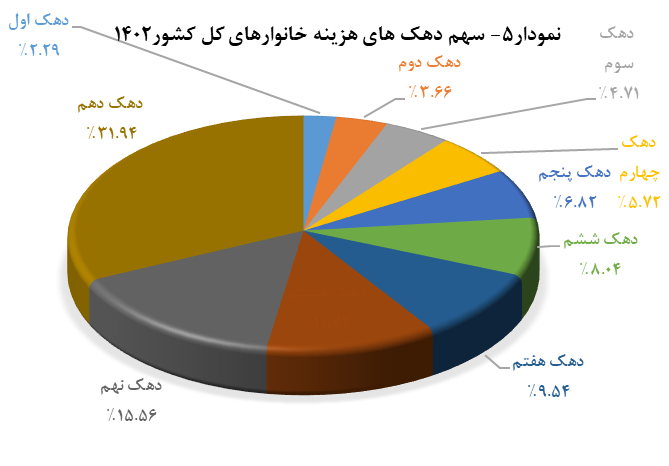 نمودار۵- سهم دهک های هزینه خانوارهای کل کشور۱۴۰۲
دهک اول
٪۲.۲۹
دهک دوم
٪۳.۶۶
دهک
سوم
٪۴.۷۱
دهک
چهارم
٪۵.۷۲
دهک پنجم
٪۶.۸۲
دهک ششم
٪۸.۰۴
دهک هفتم
٪۹.۵۴
دهک نهم
٪۱۵.۵۶
دهک دهم
٪۳۱.۹۴